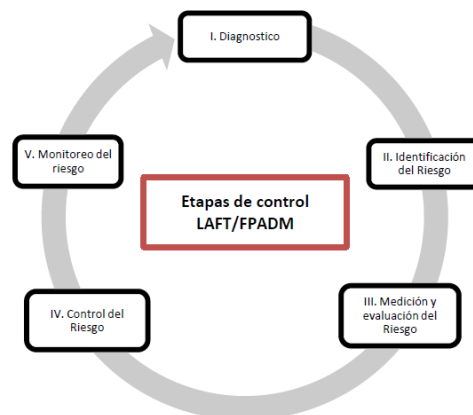 I. Diagnostico
II. Identificación
del Riesgo
III. Medición y
evaluación del
Riesgo
IV. Control del
Riesgo
V. Monitoreo del
riesgo
Etapas de control
LAFT/FPADM